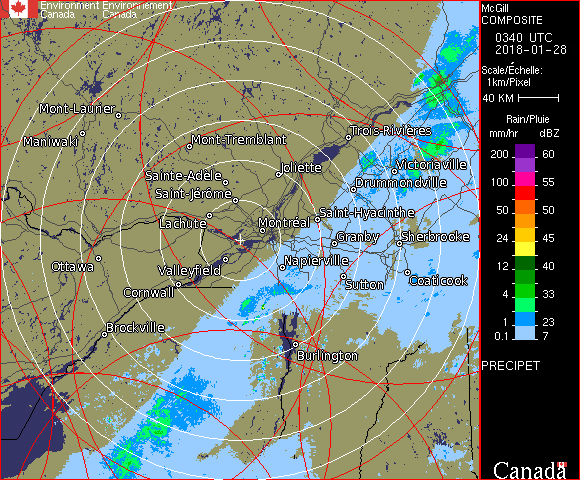 Environment Environnement
Canada Canada
McGill
COMPOSITE
0340 UTC
2018-01-28
Scale/Échelle:
1km/Pixel
40 KM
Rain/Pluie
mm/hr dBZ
200 60
100 55
50 50
24 45
12 40
4 33
1 23
0.1 7
PRECIPET
Canada
Mont-Laurier
Maniwaki
Mont-Tremblant
Trois-Rivières
Sainte-Adèle
Joliette
Victoriaville
Saint-Jérôme
Drummondville
Lachute
Montréal
Saint-Hyacinthe
Granby
Sherbrooke
Ottawa
Valleyfield
Napierville
Cornwall
Sutton
Coaticook
Brockville
Burlington